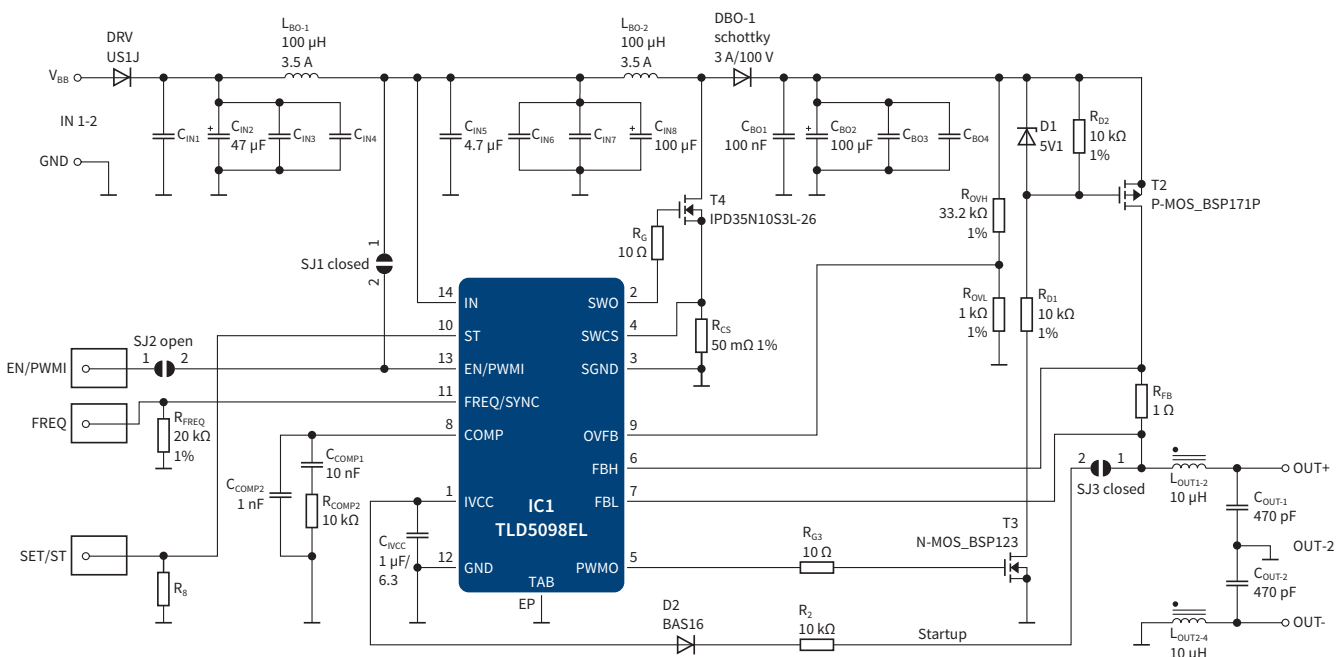 DRV
US1J
L_BO-1
100 µH
3.5 A
L_BO-2
100 µH
3.5 A
DBO-1
schottky
3 A/100 V
V_BB
IN 1-2
GND
C_IN1
+
C_IN2
47 µF
C_IN3
C_IN4
C_IN5
4.7 µF
C_IN6
C_IN7
+
C_IN8
100 µF
C_BO1
100 nF
+
C_BO2
100 µF
C_BO3
C_BO4
D1
5V1
R_D2
10 kΩ
1%
T2
P-MOS_BSP171P
T4
IPD35N10S3L-26
R_G
10 Ω
R_OVH
33.2 kΩ
1%
R_OVL
1 kΩ
1%
R_D1
10 kΩ
1%
1
SJ1 closed
2
SJ2 open
1
2
EN/PWMI
FREQ
R_FREQ
20 kΩ
1%
SET/ST
R_8
C_COMP2
1 nF
C_COMP1
10 nF
R_COMP2
10 kΩ
C_IVCC
1 µF/
6.3
14
IN
10
ST
13
EN/PWMI
11
FREQ/SYNC
8
COMP
1
IVCC
12
GND
IC1
TLD5098EL
TAB
EP
2
SWO
4
SWCS
3
SGND
9
OVFB
6
FBH
7
FBL
5
PWMO
R_CS
50 mΩ 1%
R_FB
1 Ω
2
1
SJ3 closed
R_G3
10 Ω
T3
N-MOS_BSP123
D2
BAS16
R_2
10 kΩ
Startup
L_OUT1-2
10 µH
OUT+
C_OUT-1
470 pF
OUT-2
C_OUT-2
470 pF
L_OUT2-4
10 µH
OUT-